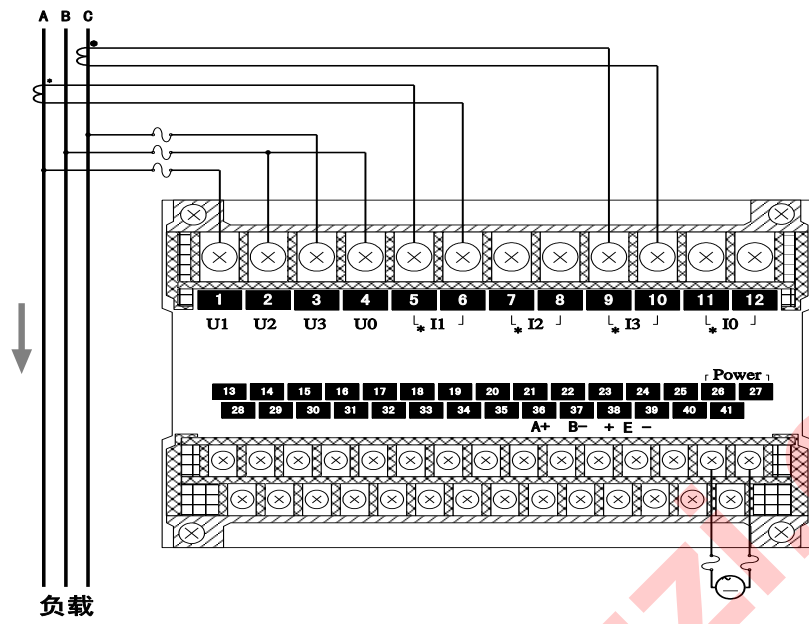 A B C
1 2 3 4 5 6 7 8 9 10 11 12
U1 U2 U3 U0 * I1 * I2 * I3 * I0
Power
13 14 15 16 17 18 19 20 21 22 23 24 25 26 27
28 29 30 31 32 33 34 35 36 37 38 39 40 41
A+ B− + E −
负载